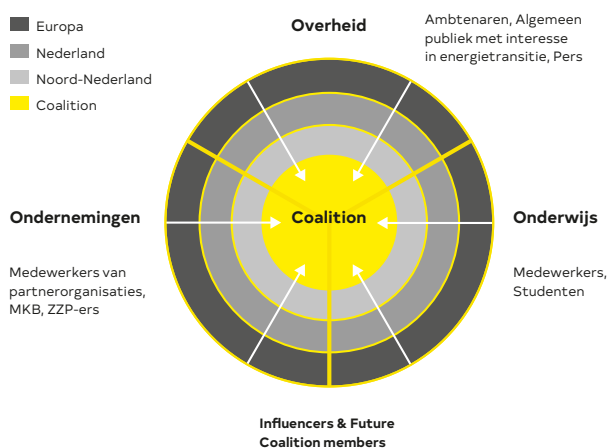 Europa
Nederland
Noord-Nederland
Coalition
Overheid
Ambtenaren, Algemeen
publiek met interesse
in energietransitie, Pers
Ondernemingen
Medewerkers van
partnerorganisaties,
MKB, ZZP-ers
Coalition
Onderwijs
Medewerkers,
Studenten
Influencers & Future
Coalition members